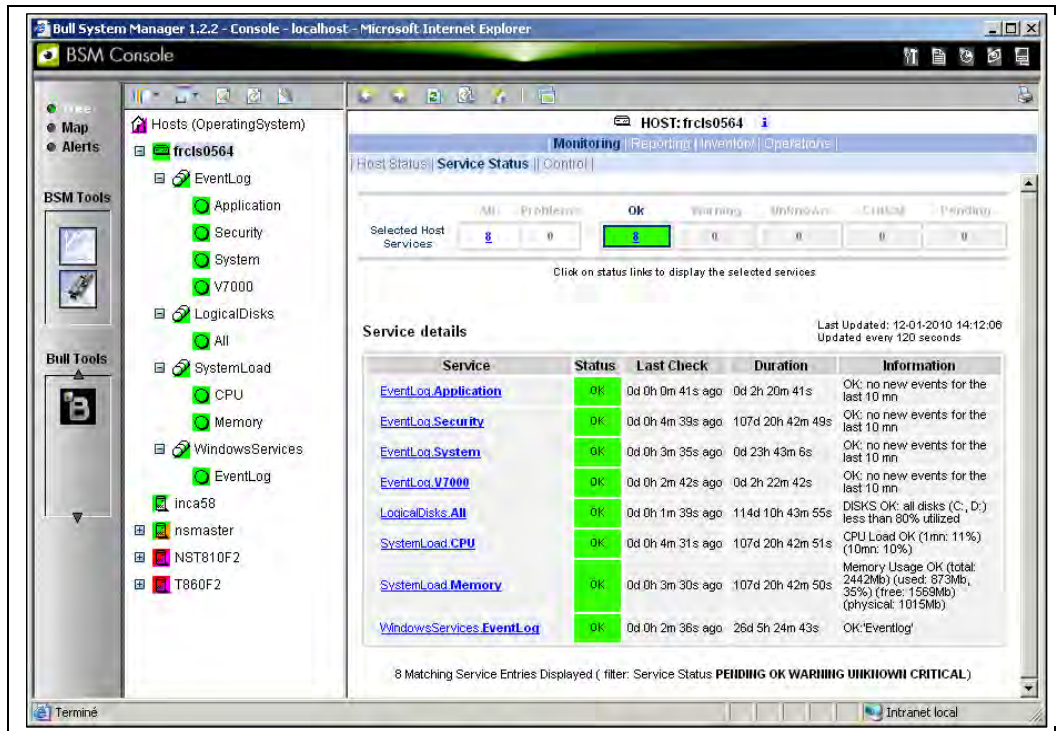 Bull System Manager 1.2.2 - Console - localhost - Microsoft Internet Explorer
BSM Console
Map
Alerts
BSM Tools
Bull Tools
Hosts (OperatingSystem)
frcls0564
EventLog
Application
Security
System
V7000
LogicalDisks
All
SystemLoad
CPU
Memory
WindowsServices
EventLog
inca58
nsmaster
NST810F2
T860F2
HOST: frcls0564
Monitoring | Reporting | Inventory | Operations |
| Host Status || Service Status || Control |
All Problems Ok Warning Unknown Critical Pending
Selected Host Services 8 0 8 0 0 0 0
Click on status links to display the selected services
Service details
Last Updated: 12-01-2010 14:12:06
Updated every 120 seconds
Service Status Last Check Duration Information
EventLog.Application OK 0d 0h 0m 41s ago 0d 2h 20m 41s OK: no new events for the last 10 mn
EventLog.Security OK 0d 0h 4m 39s ago 107d 20h 42m 49s OK: no new events for the last 10 mn
EventLog.System OK 0d 0h 3m 35s ago 0d 23h 43m 6s OK: no new events for the last 10 mn
EventLog.V7000 OK 0d 0h 2m 42s ago 0d 2h 22m 42s OK: no new events for the last 10 mn
LogicalDisks.All OK 0d 0h 1m 39s ago 114d 10h 43m 55s DISKS OK: all disks (C:, D:) less than 80% utilized
SystemLoad.CPU OK 0d 0h 4m 31s ago 107d 20h 42m 51s CPU Load OK (1mn: 11%) (10mn: 10%)
SystemLoad.Memory OK 0d 0h 3m 30s ago 107d 20h 42m 50s Memory Usage OK (total: 2442Mb) (used: 873Mb, 35%) (free: 1569Mb) (physical: 1015Mb)
WindowsServices.EventLog OK 0d 0h 2m 36s ago 26d 5h 24m 43s OK:'Eventlog'
8 Matching Service Entries Displayed ( filter: Service Status PENDING OK WARNING UNKNOWN CRITICAL)
Terminé
Intranet local